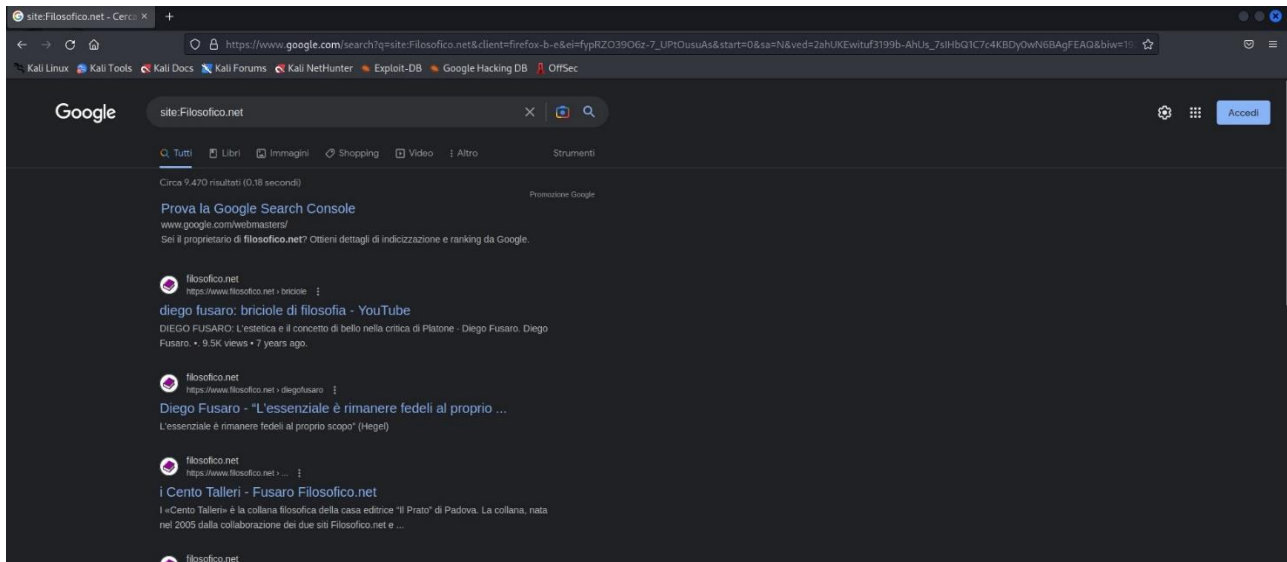 site:Filosofico.net - Cerca
https://www.google.com/search?q=site:Filosofico.net&client=firefox-b-e&ei=fypRZO39O6z-7_UPtOusuAs&start=0&sa=N&ved=2ahUKEwituf3199b-AhUs_7sIHbQ1C7c4KBDy0wN6BAgFEAQ&biw=19
Kali Linux Kali Tools Kali Docs Kali Forums Kali NetHunter Exploit-DB Google Hacking DB OffSec
Google site:Filosofico.net Accedi
Tutti Libri Immagini Shopping Video Altro Strumenti
Circa 9.470 risultati (0,18 secondi)
Promozione Google
Prova la Google Search Console
www.google.com/webmasters/
Sei il proprietario di filosofico.net? Ottieni dettagli di indicizzazione e ranking da Google.
filosofico.net
https://www.filosofico.net › briciole
diego fusaro: briciole di filosofia - YouTube
DIEGO FUSARO: L'estetica e il concetto di bello nella critica di Platone · Diego Fusaro. Diego
Fusaro. •. 9.5K views • 7 years ago.
filosofico.net
https://www.filosofico.net › diegofusaro
Diego Fusaro - “L'essenziale è rimanere fedeli al proprio ...
L'essenziale è rimanere fedeli al proprio scopo” (Hegel)
filosofico.net
https://www.filosofico.net › ...
i Cento Talleri - Fusaro Filosofico.net
I «Cento Talleri» è la collana filosofica della casa editrice “Il Prato” di Padova. La collana, nata
nel 2005 dalla collaborazione dei due siti Filosofico.net e ...
filosofico.net